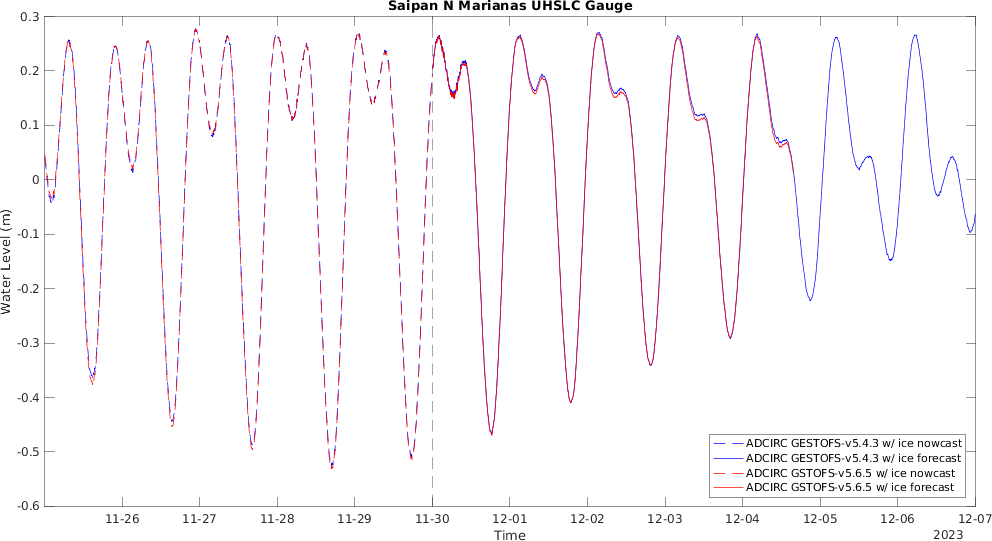 Saipan N Marianas UHSLC Gauge
Water Level (m)
0.3
0.2
0.1
0
-0.1
-0.2
-0.3
-0.4
-0.5
-0.6
ADCIRC GESTOFS-v5.4.3 w/ ice nowcast
ADCIRC GESTOFS-v5.4.3 w/ ice forecast
ADCIRC GSTOFS-v5.6.5 w/ ice nowcast
ADCIRC GSTOFS-v5.6.5 w/ ice forecast
11-26 11-27 11-28 11-29 11-30 12-01 12-02 12-03 12-04 12-05 12-06 12-07
Time
2023